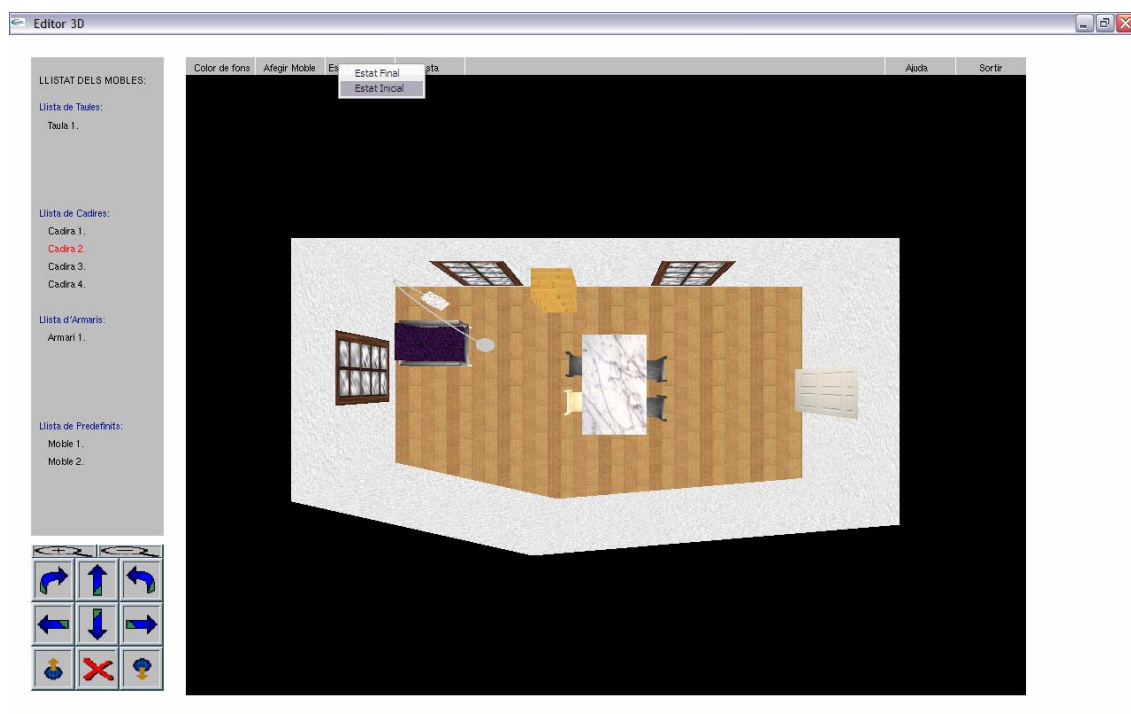 Editor 3D
Color de fons Afegir Moble Ajuda Sortir
Estat Final
Estat Inicial
LLISTAT DELS MOBLES:
Llista de Taules:
Taula 1.
Llista de Cadires:
Cadira 1.
Cadira 2.
Cadira 3.
Cadira 4.
Llista d'Armaris:
Armari 1.
Llista de Predefinits:
Moble 1.
Moble 2.